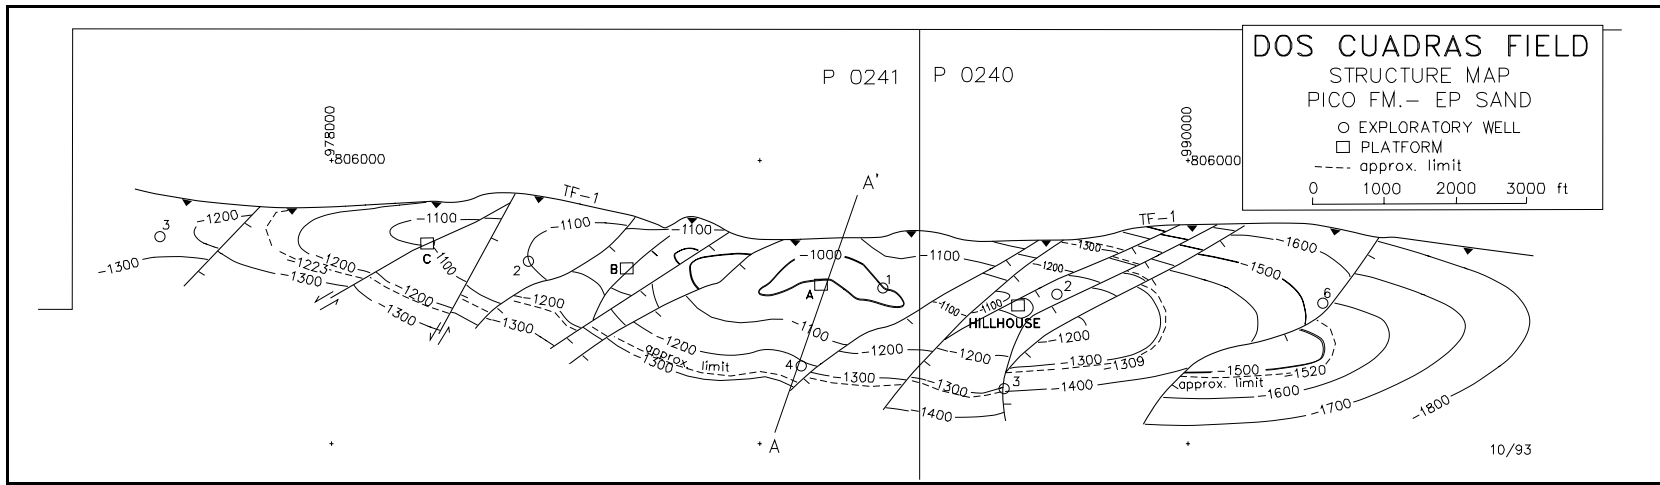 DOS CUADRAS FIELD
STRUCTURE MAP
PICO FM.- EP SAND
EXPLORATORY WELL
PLATFORM
approx. limit
0 1000 2000 3000 ft
P 0241 P 0240
978000
806000
990000
806000
A'
TF-1
TF-1
3
-1200
-1300
-1100
C
-1100
-1200
-1223
-1300
-1200
-1300
-1100
2
B
-1100
-1200
-1300
-1000
A
1
-1100
-1100
-1200
approx. limit
-1300
4
-1200
-1300
-1300
-1200
-1100
-1100
2
HILLHOUSE
-1200
-1200
-1300
-1309
-1300
3
-1400
-1400
-1600
-1500
6
-1500
-1520
approx. limit
-1600
-1700
-1800
A
10/93